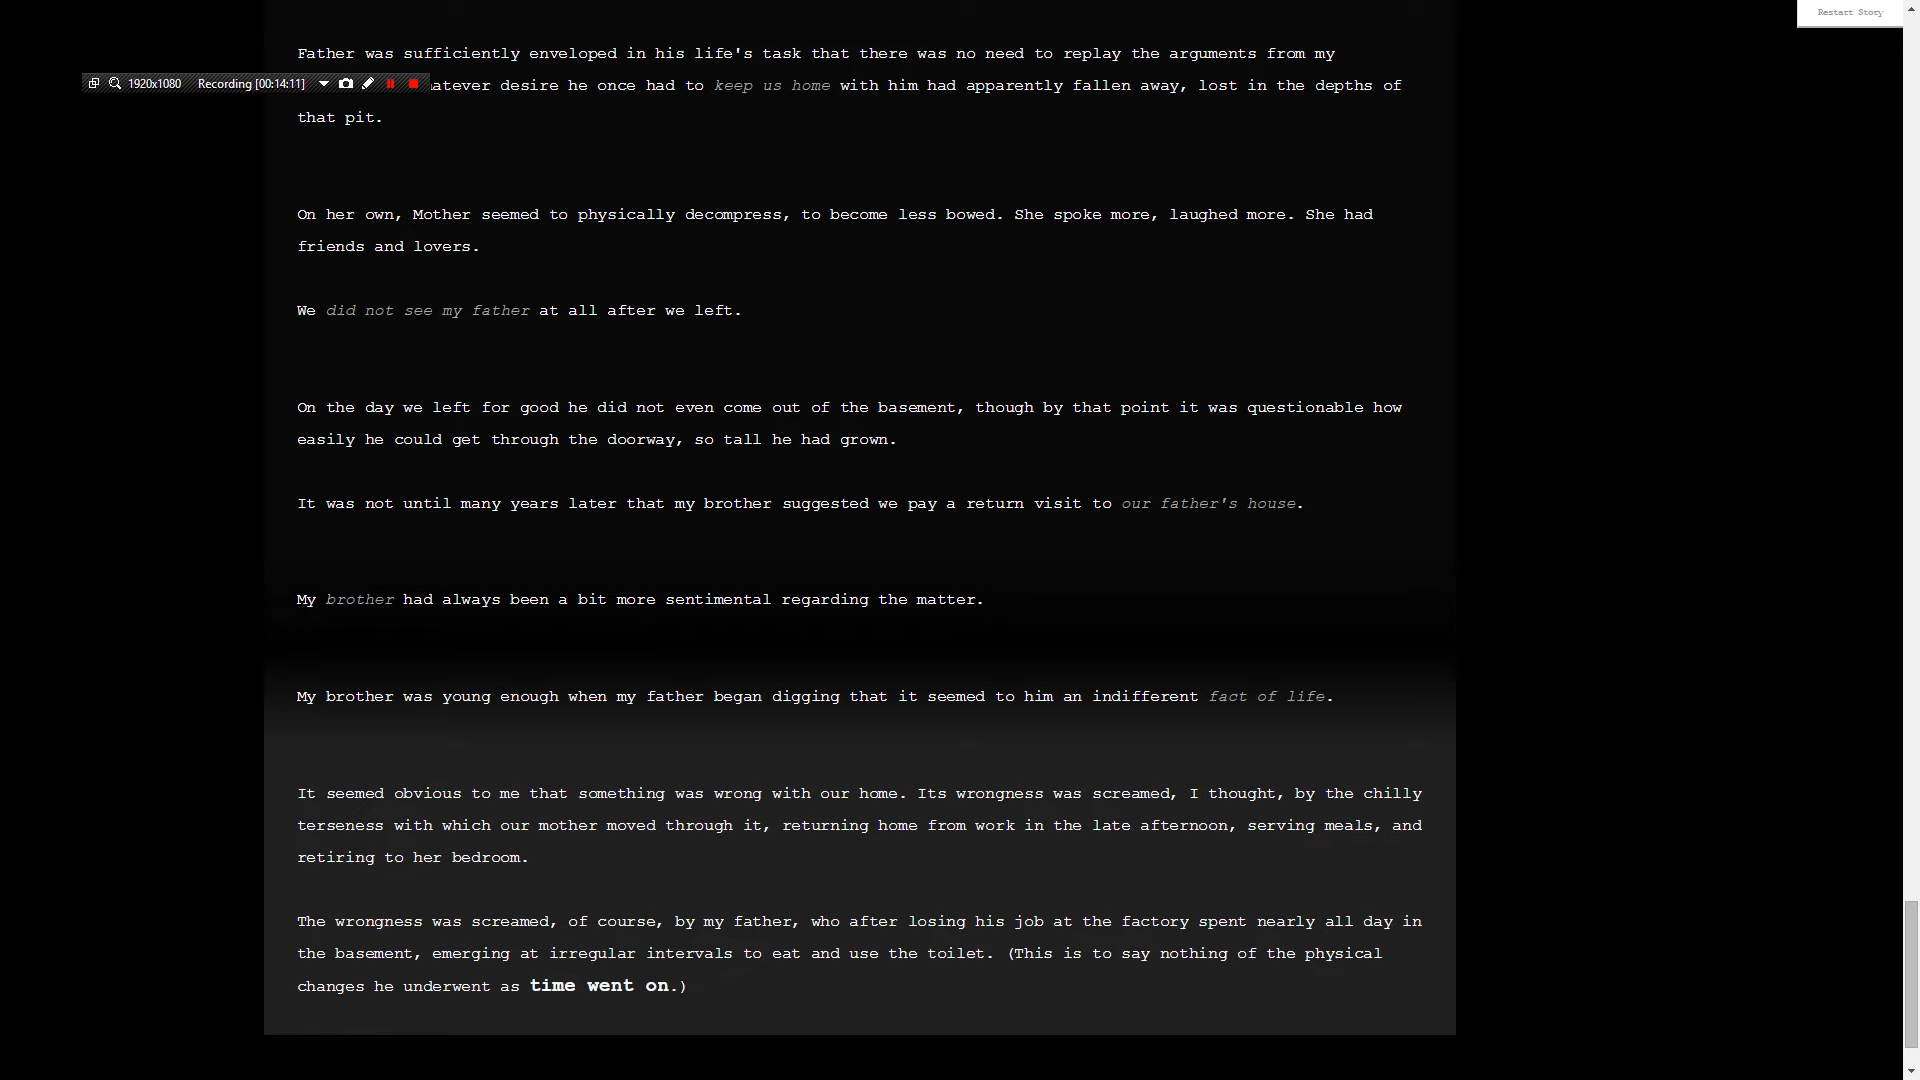 Restart Story
Father was sufficiently enveloped in his life's task that there was no need to replay the arguments from my
1920x1080 Recording [00:14:11]
atever desire he once had to keep us home with him had apparently fallen away, lost in the depths of
that pit.
On her own, Mother seemed to physically decompress, to become less bowed. She spoke more, laughed more. She had
friends and lovers.
We did not see my father at all after we left.
On the day we left for good he did not even come out of the basement, though by that point it was questionable how
easily he could get through the doorway, so tall he had grown.
It was not until many years later that my brother suggested we pay a return visit to our father's house.
My brother had always been a bit more sentimental regarding the matter.
My brother was young enough when my father began digging that it seemed to him an indifferent fact of life.
It seemed obvious to me that something was wrong with our home. Its wrongness was screamed, I thought, by the chilly
terseness with which our mother moved through it, returning home from work in the late afternoon, serving meals, and
retiring to her bedroom.
The wrongness was screamed, of course, by my father, who after losing his job at the factory spent nearly all day in
the basement, emerging at irregular intervals to eat and use the toilet. (This is to say nothing of the physical
changes he underwent as time went on.)